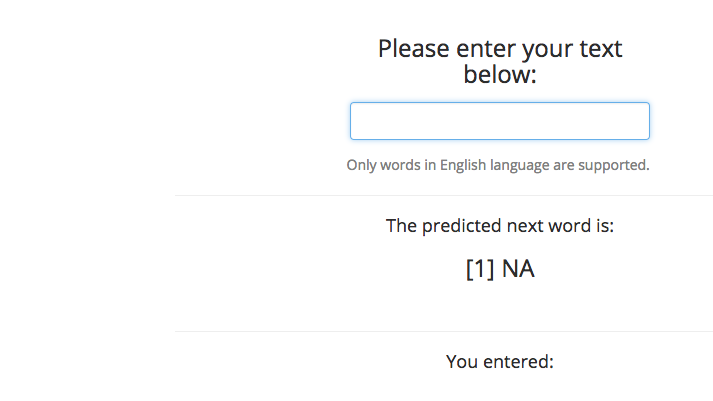 Please enter your text
below:
Only words in English language are supported.
The predicted next word is:
[1] NA
You entered: